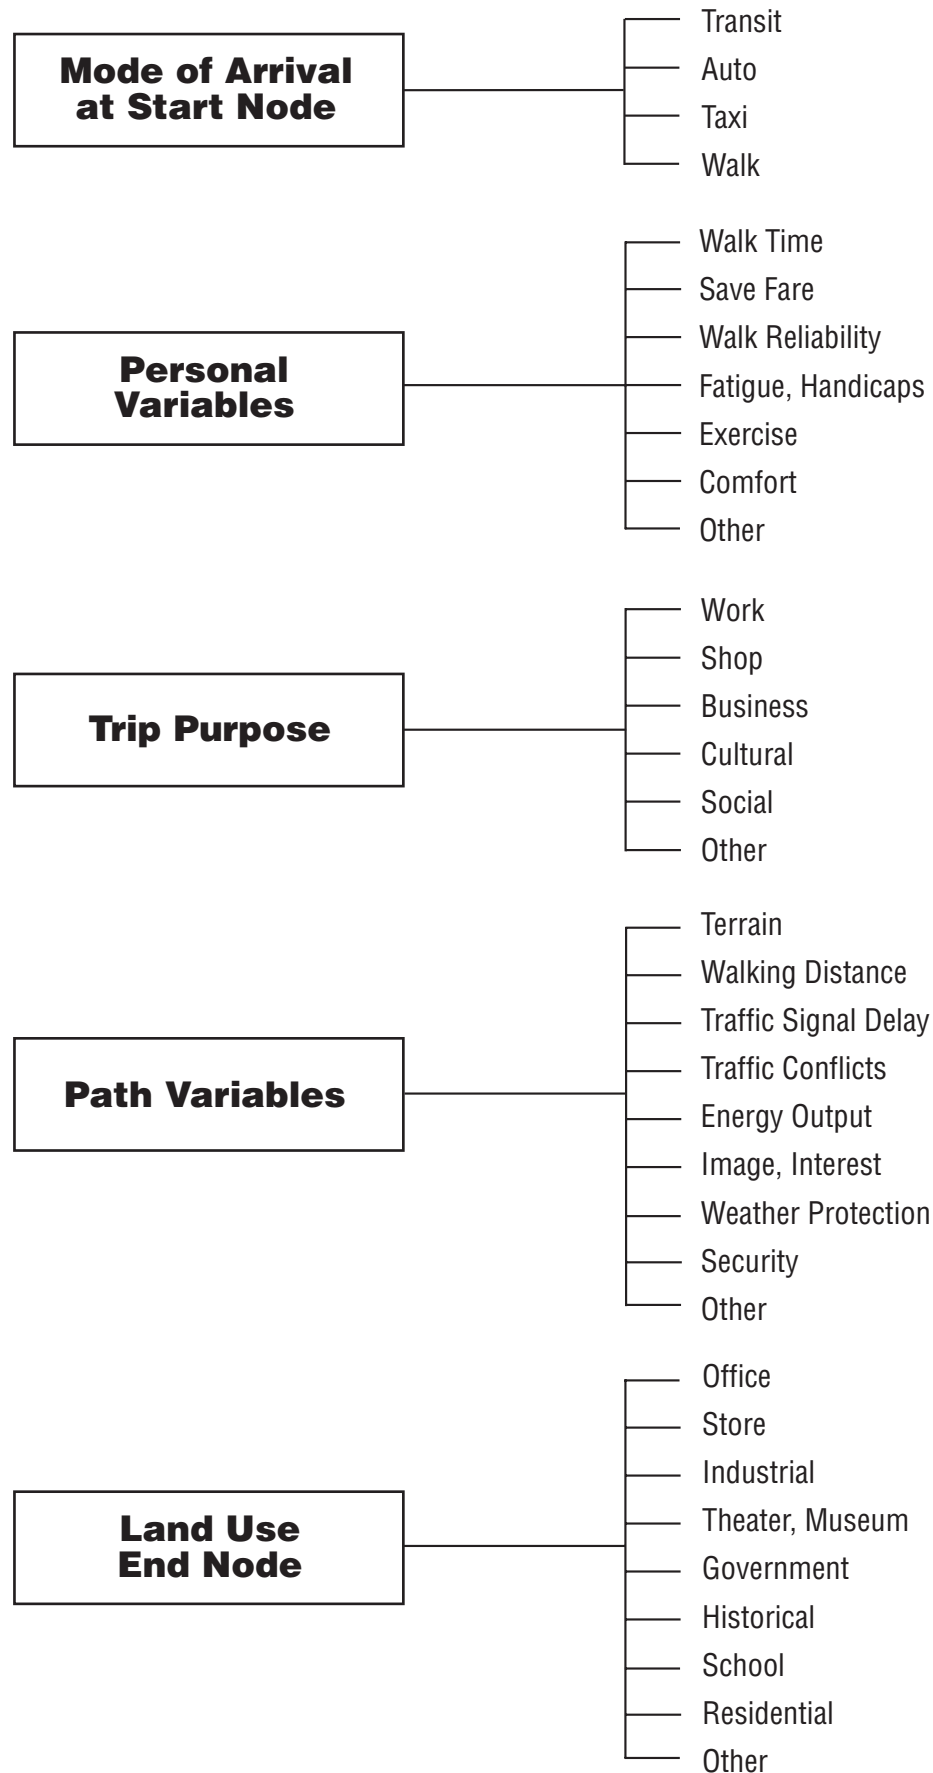 Mode of Arrival
at Start Node
Transit
Auto
Taxi
Walk
Personal
Variables
Walk Time
Save Fare
Walk Reliability
Fatigue, Handicaps
Exercise
Comfort
Other
Trip Purpose
Work
Shop
Business
Cultural
Social
Other
Path Variables
Terrain
Walking Distance
Traffic Signal Delay
Traffic Conflicts
Energy Output
Image, Interest
Weather Protection
Security
Other
Land Use
End Node
Office
Store
Industrial
Theater, Museum
Government
Historical
School
Residential
Other